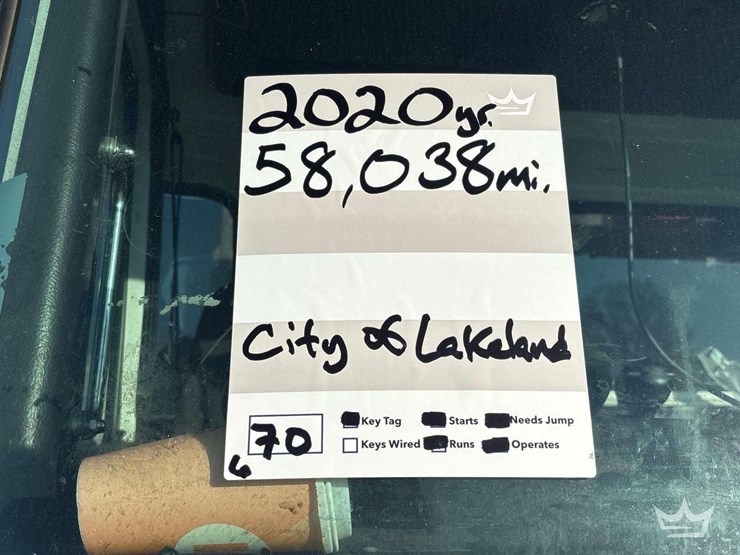 2020yr.
58,038mi.
City of Lakeland
70
Key Tag Starts Needs Jump
Keys Wired Runs Operates